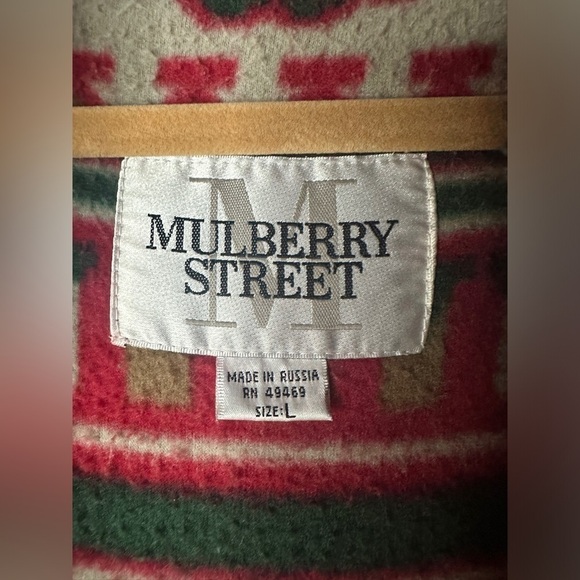 M
MULBERRY
STREET
MADE IN RUSSIA
RN 49469
SIZE: L